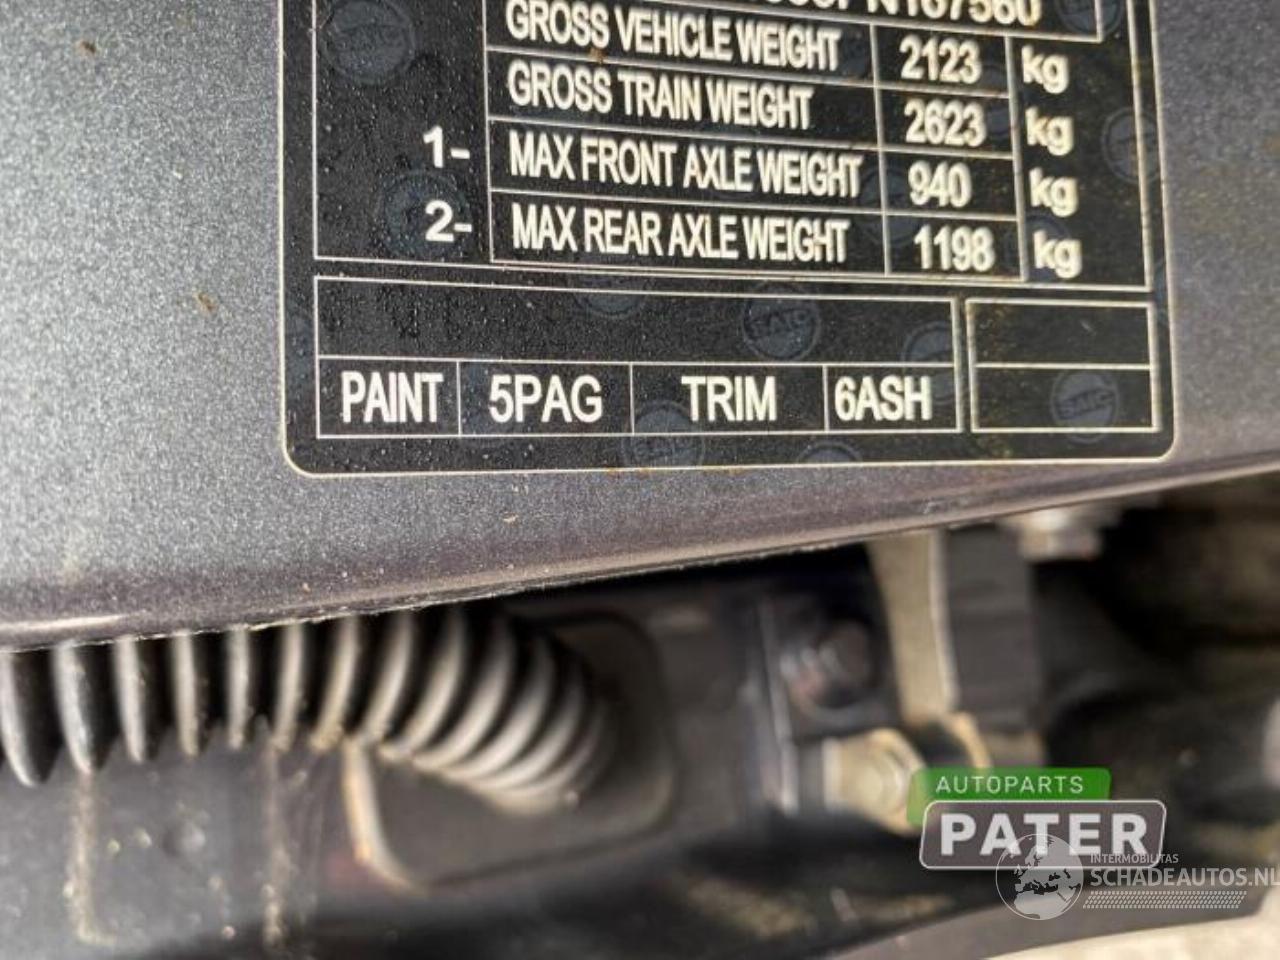 N167560
GROSS VEHICLE WEIGHT 2123 kg
GROSS TRAIN WEIGHT 2623 kg
1- MAX FRONT AXLE WEIGHT 940 kg
2- MAX REAR AXLE WEIGHT 1198 kg
PAINT 5PAG TRIM 6ASH
AUTOPARTS
PATER
INTERMOBILITAS
SCHADEAUTOS.NL